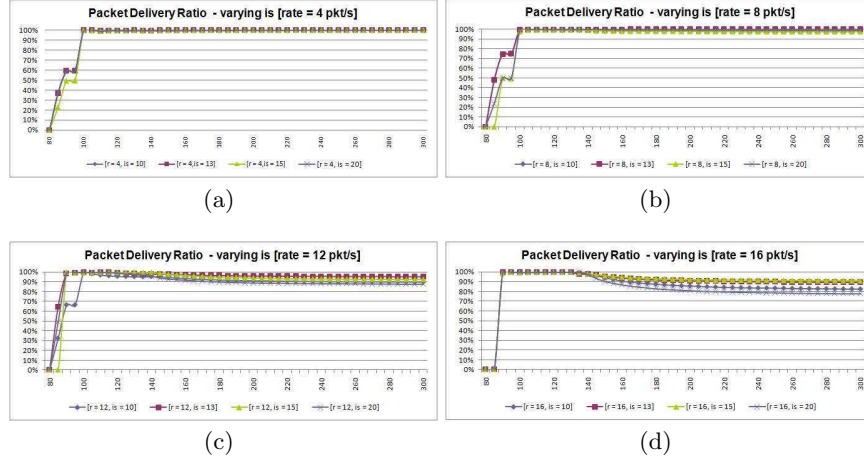 Packet Delivery Ratio - varying is [rate = 4 pkt/s]
100%
90%
80%
70%
60%
50%
40%
30%
20%
10%
0%
80 100 120 140 160 180 200 220 240 260 280 300
[r = 4, is = 10] [r = 4,is = 13] [r = 4,is = 15] [r = 4, is = 20]
(a)
Packet Delivery Ratio - varying is [rate = 8 pkt/s]
100%
90%
80%
70%
60%
50%
40%
30%
20%
10%
0%
80 100 120 140 160 180 200 220 240 260 280 300
[r = 8, is = 10] [r = 8, is = 13] [r = 8, is = 15] [r = 8, is = 20]
(b)
Packet Delivery Ratio - varying is [rate = 12 pkt/s]
100%
90%
80%
70%
60%
50%
40%
30%
20%
10%
0%
80 100 120 140 160 180 200 220 240 260 280 300
[r = 12, is = 10] [r = 12, is = 13] [r = 12, is = 15] [r = 12, is = 20]
(c)
Packet Delivery Ratio - varying is [rate = 16 pkt/s]
100%
90%
80%
70%
60%
50%
40%
30%
20%
10%
0%
80 100 120 140 160 180 200 220 240 260 280 300
[r = 16, is = 10] [r = 16, is = 13] [r = 16, is = 15] [r = 16, is = 20]
(d)